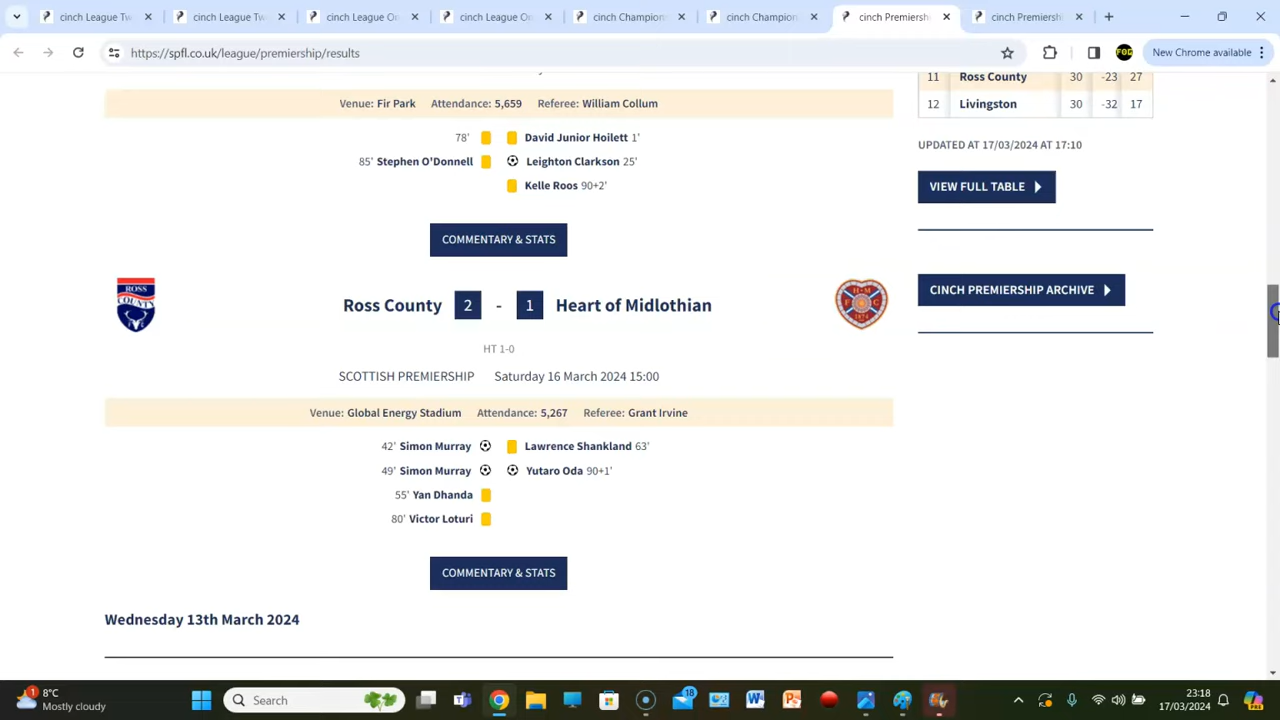 cinch League Tw
cinch League Tw
cinch League On
cinch League On
cinch Champion
cinch Champion
cinch Premiersh
cinch Premiershi
https://spfl.co.uk/league/premiership/results
New Chrome available
Venue: Fir Park Attendance: 5,659 Referee: William Collum
78' David Junior Hoilett 1'
85' Stephen O'Donnell Leighton Clarkson 25'
Kelle Roos 90+2'
COMMENTARY & STATS
ROSS COUNTY
Ross County 2 - 1 Heart of Midlothian
H M F C 1874
HT 1-0
SCOTTISH PREMIERSHIP Saturday 16 March 2024 15:00
Venue: Global Energy Stadium Attendance: 5,267 Referee: Grant Irvine
42' Simon Murray Lawrence Shankland 63'
49' Simon Murray Yutaro Oda 90+1'
55' Yan Dhanda
80' Victor Loturi
COMMENTARY & STATS
Wednesday 13th March 2024
11 Ross County 30 -23 27
12 Livingston 30 -32 17
UPDATED AT 17/03/2024 AT 17:10
VIEW FULL TABLE
CINCH PREMIERSHIP ARCHIVE
1
8°C
Mostly cloudy
Search
18
23:18
17/03/2024